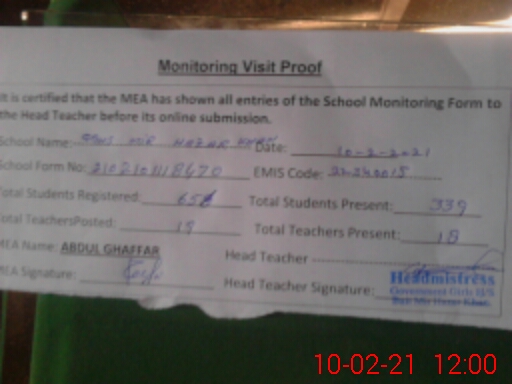 Monitoring Visit Proof
It is certified that the MEA has shown all entries of the School Monitoring Form to
the Head Teacher before its online submission.
School Name: Date: 10-2-2021
School Form No: EMIS Code:
Total Students Registered: 658 Total Students Present: 339
Total TeachersPosted: 19 Total Teachers Present: 18
MEA Name: ABDUL GHAFFAR Head Teacher
MEA Signature: Head Teacher Signature:
Headmistress
Government Girls H/S
10-02-21 12:00